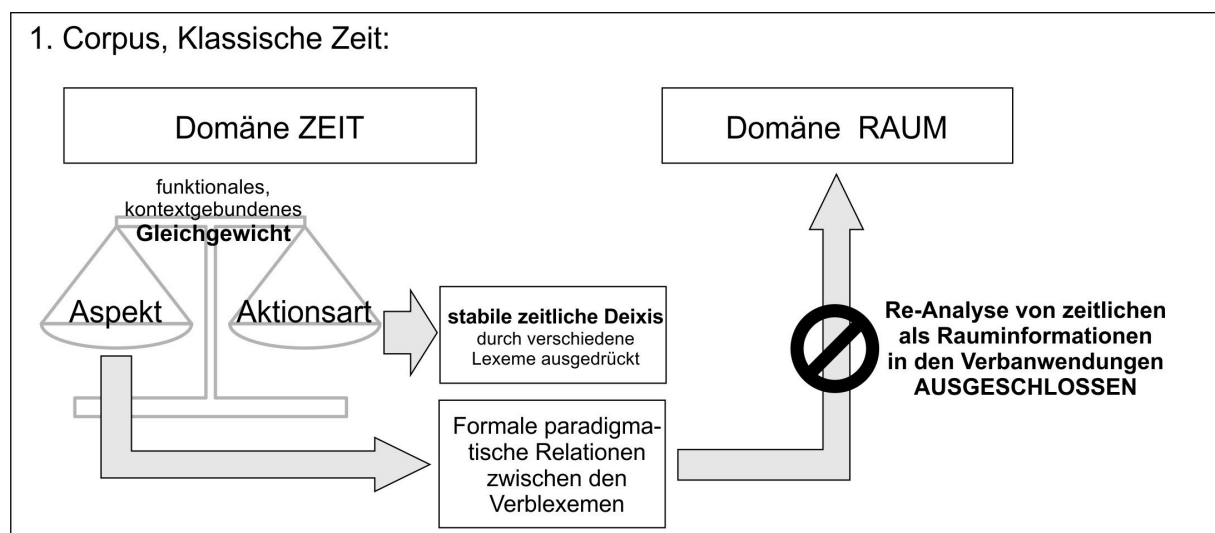 1. Corpus, Klassische Zeit:
Domäne ZEIT
Domäne  RAUM
funktionales,
kontextgebundenes
Gleichgewicht
Aspekt
Aktionsart
stabile zeitliche Deixis
durch verschiedene
Lexeme ausgedrückt
Re-Analyse von zeitlichen
als Rauminformationen
in den Verbanwendungen
AUSGESCHLOSSEN
Formale paradigma-
tische Relationen
zwischen den
Verblexemen